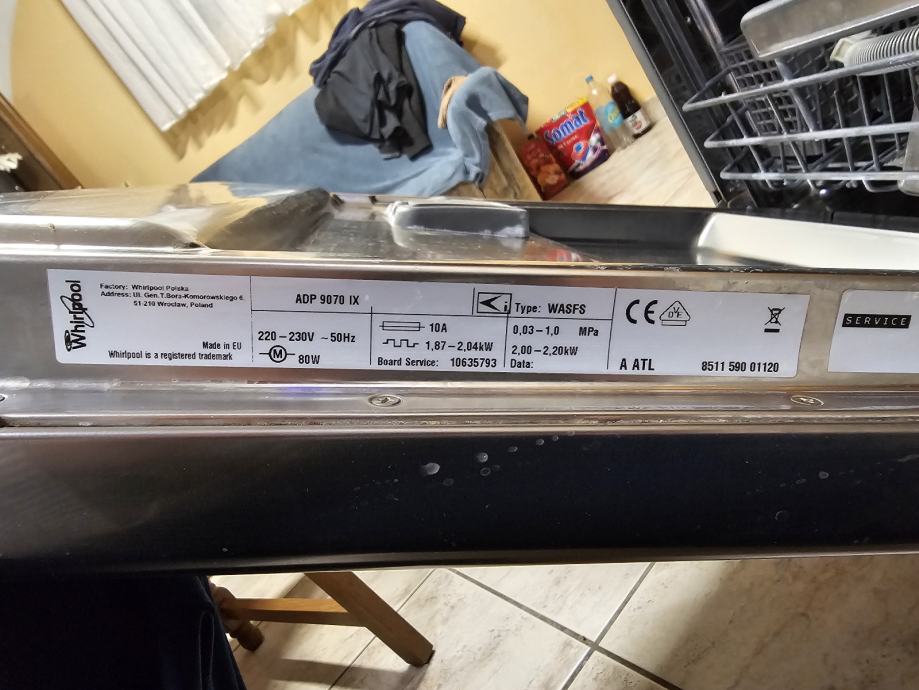 Somat
Whirlpool
Factory: Whirlpool Polska
Address: Ul. Gen.T.Bora-Komorowskiego 6,
51-210 Wroclaw, Poland
Made in EU
Whirlpool is a registered trademark
ADP 9070 IX
220-230V ~50Hz
M 80W
10A
1,87-2,04kW
Board Service: 10635793
Type: WASFS
0,03-1,0 MPa
2,00-2,20kW
Data:
CE
A ATL
8511 590 01120
SERVICE